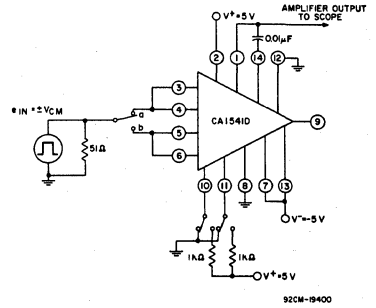 AMPLIFIER OUTPUT
TO SCOPE
V+=5V
0.01µF
2
1
14
12
eIN = ±VCM
3
a
4
CA1541D
9
b
5
51Ω
6
10
11
8
7
13
V-=-5V
1KΩ
1KΩ
V+=5V
92CM-19400